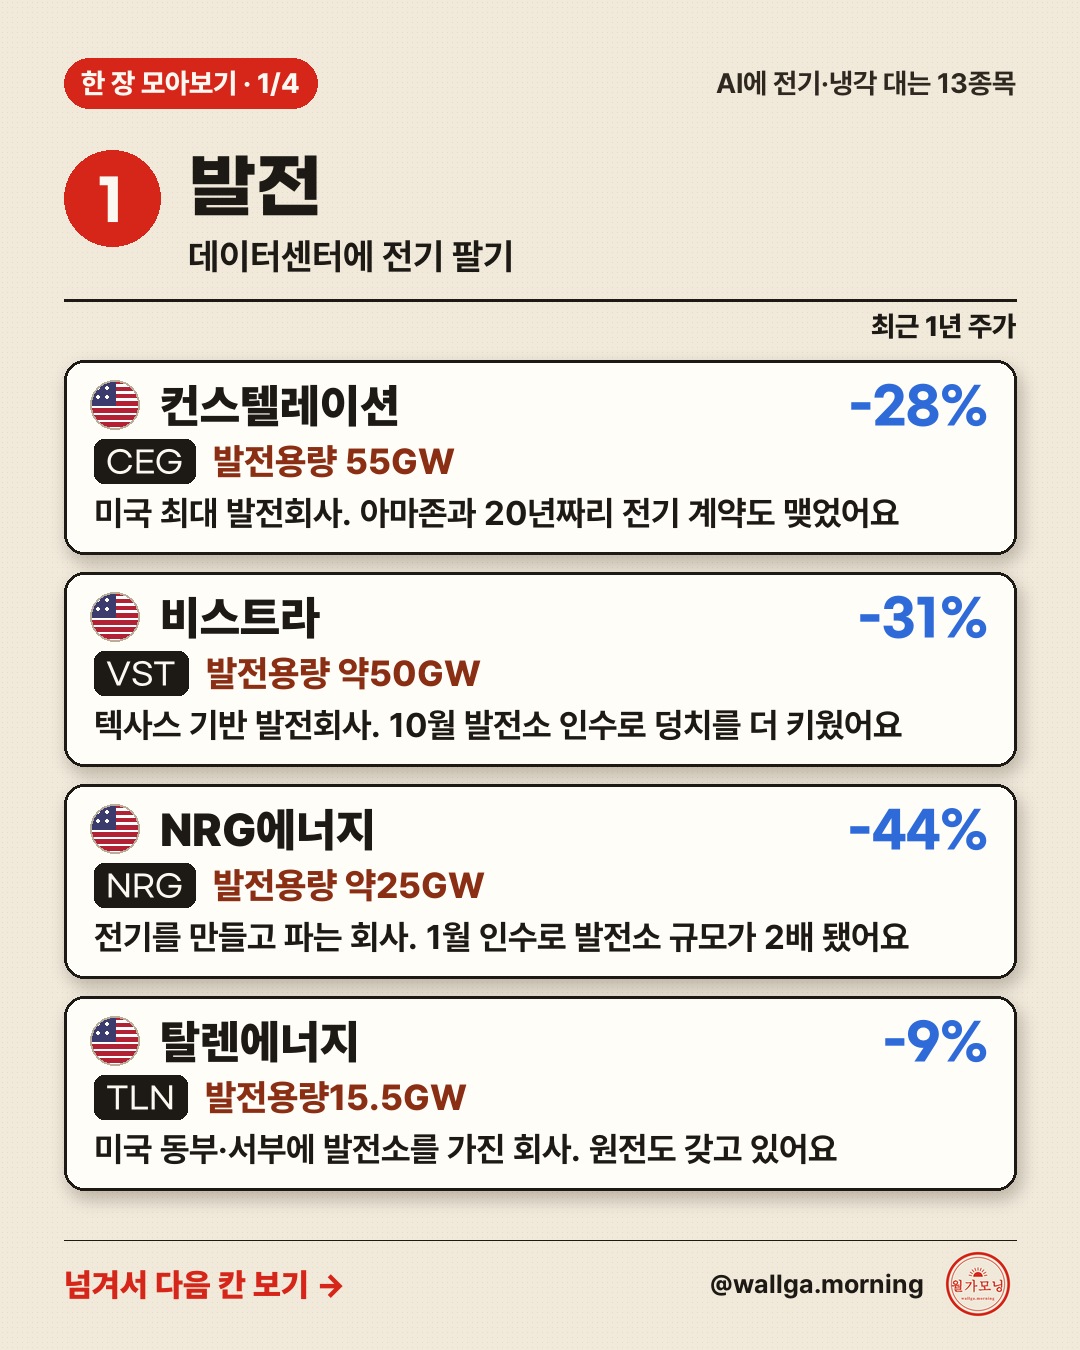 한 장 모아보기 · 1/4
AI에 전기·냉각 대는 13종목
1
발전
데이터센터에 전기 팔기
최근 1년 주가
컨스텔레이션
-28%
CEG 발전용량 55GW
미국 최대 발전회사. 아마존과 20년짜리 전기 계약도 맺었어요
비스트라
-31%
VST 발전용량 약50GW
텍사스 기반 발전회사. 10월 발전소 인수로 덩치를 더 키웠어요
NRG에너지
-44%
NRG 발전용량 약25GW
전기를 만들고 파는 회사. 1월 인수로 발전소 규모가 2배 됐어요
탈렌에너지
-9%
TLN 발전용량15.5GW
미국 동부·서부에 발전소를 가진 회사. 원전도 갖고 있어요
넘겨서 다음 칸 보기 →
@wallga.morning
월가모닝
wallga.morning